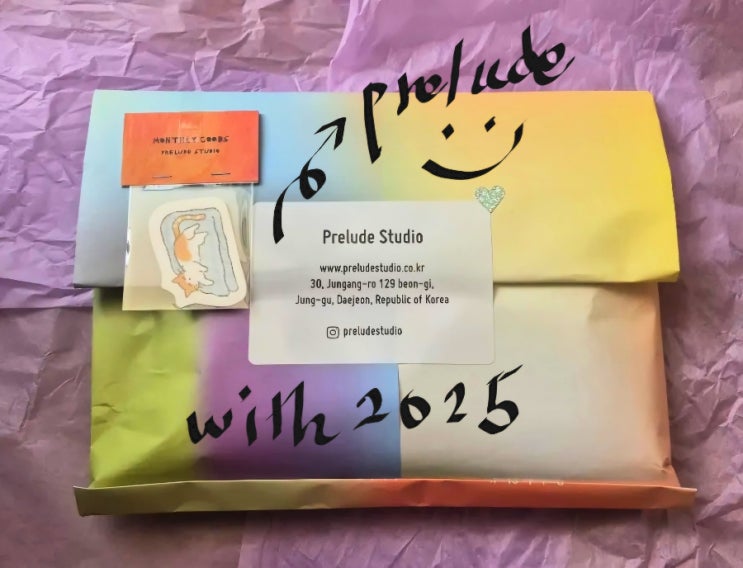 prelude
MONTHLY GOODS
PRELUDE STUDIO
Prelude Studio
www.preludestudio.co.kr
30, Jungang-ro 129 beon-gi,
Jung-gu, Daejeon, Republic of Korea
preludestudio
with 2025